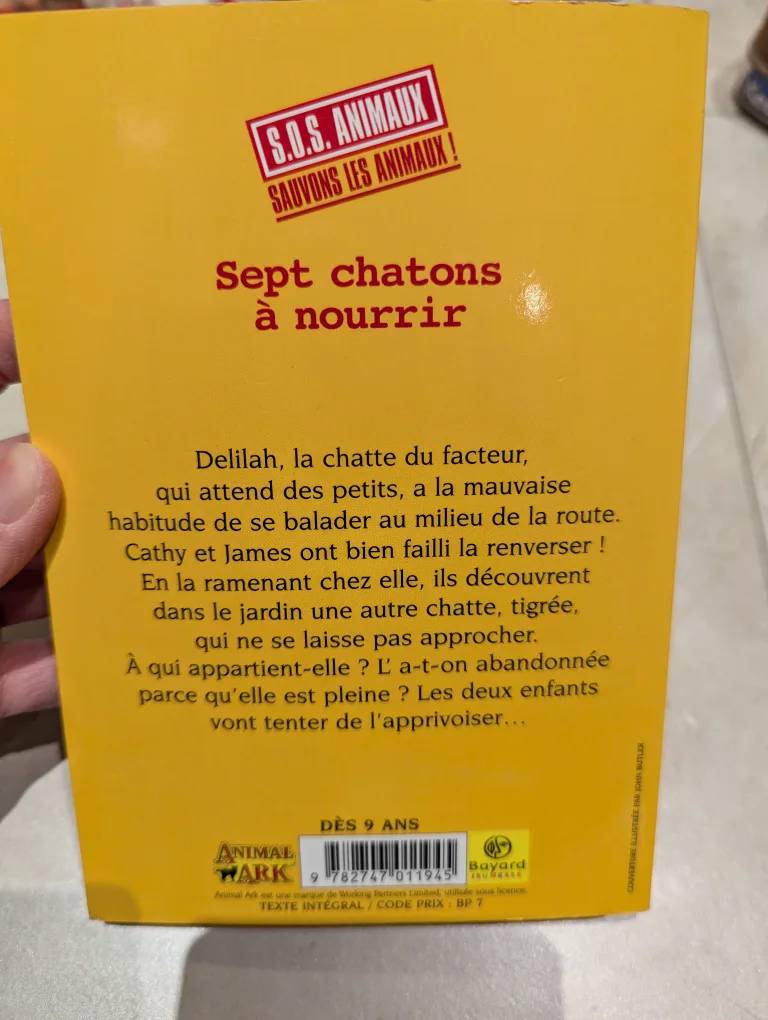 S.O.S. ANIMAUX
SAUVONS LES ANIMAUX !
Sept chatons
à nourrir
Delilah, la chatte du facteur,
qui attend des petits, a la mauvaise
habitude de se balader au milieu de la route.
Cathy et James ont bien failli la renverser !
En la ramenant chez elle, ils découvrent
dans le jardin une autre chatte, tigrée,
qui ne se laisse pas approcher.
À qui appartient-elle ? L' a-t-on abandonnée
parce qu'elle est pleine ? Les deux enfants
vont tenter de l'apprivoiser...
COUVERTURE ILLUSTRÉE PAR JOHN BUTLER
DÈS 9 ANS
ANIMAL
ARK
9 782747 011945
Bayard
JEUNESSE
Animal Ark est une marque de Working Partners Limited, utilisée sous licence.
TEXTE INTÉGRAL / CODE PRIX : BP 7